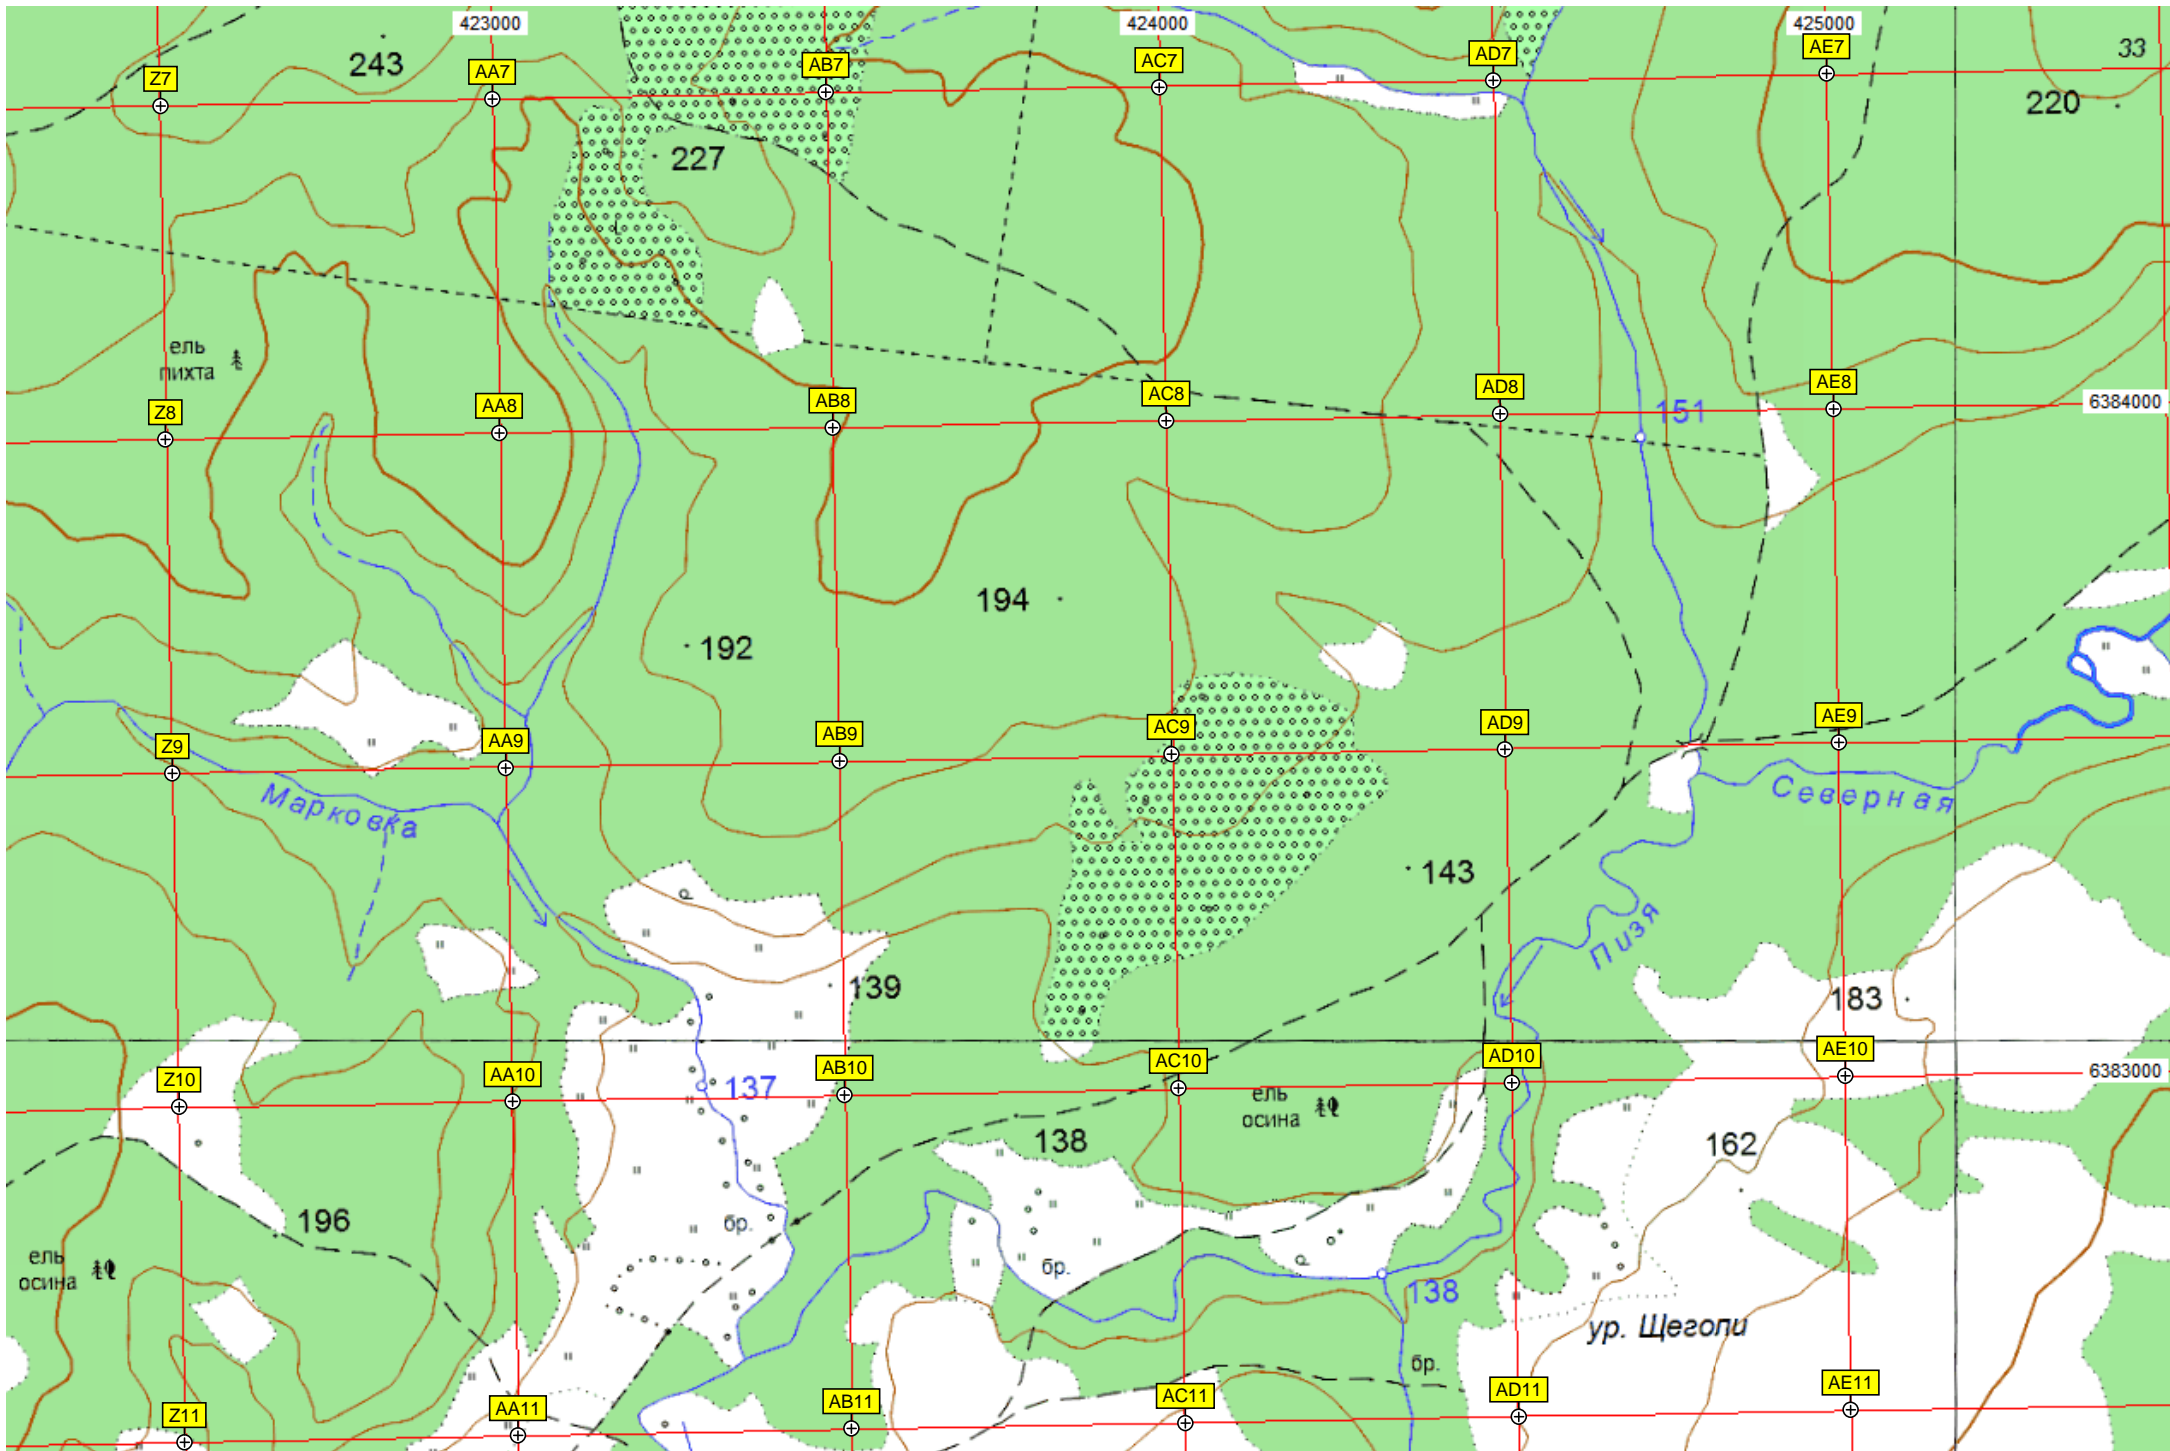 423000
424000
425000
33
243
Z7
AA7
AB7
AC7
AD7
AE7
220
227
ель
пихта
Z8
AA8
AB8
AC8
AD8
AE8
151
6384000
194
192
Z9
AA9
AB9
AC9
AD9
AE9
Марковка
Северная
143
Пизя
139
183
Z10
AA10
AB10
AC10
AD10
AE10
137
6383000
ель
осина
138
162
196
бр.
бр.
ель
осина
138
ур. Щегопи
бр.
Z11
AA11
AB11
AC11
AD11
AE11